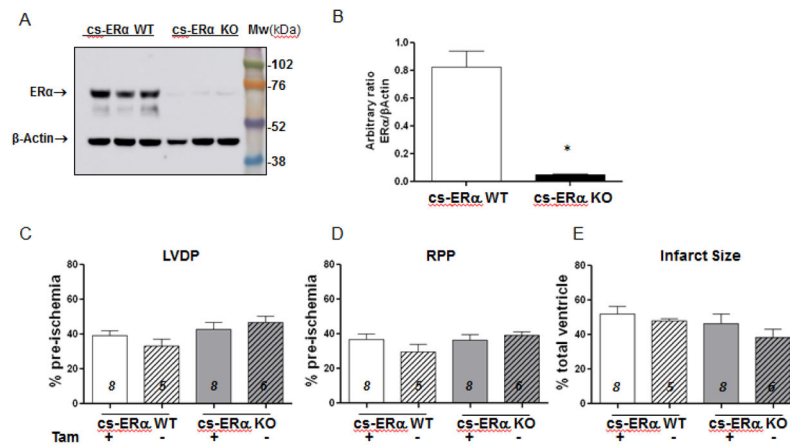 A
cs-ERα WT cs-ERα KO Mw(kDa)
-102
ERα→ -76
-52
β-Actin→
-38
B
Arbitrary ratio
ERα/βActin
1.0
0.8
0.6
0.4
0.2
0.0
*
cs-ERα WT cs-ERα KO
C
LVDP
% pre-ischemia
80
60
40
20
0
8 5 8 6
cs-ERα WT cs-ERα KO
Tam + - + -
D
RPP
% pre-ischemia
80
60
40
20
0
8 5 8 6
cs-ERα WT cs-ERα KO
+ - + -
E
Infarct Size
% total ventricle
80
60
40
20
0
8 5 8 6
cs-ERα WT cs-ERα KO
+ - + -